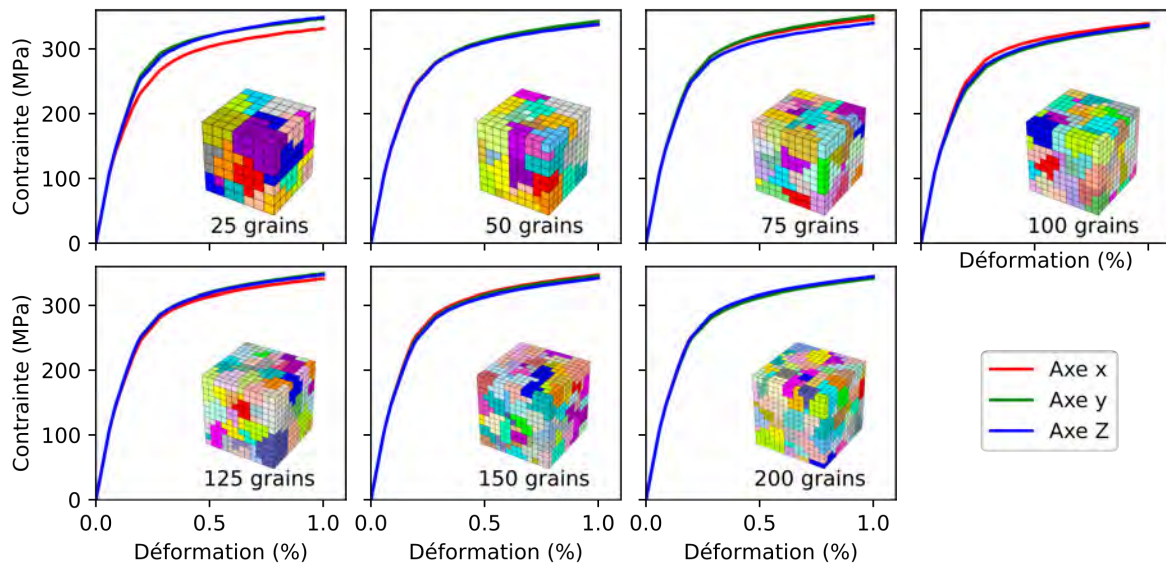 Contrainte (MPa)
300
200
100
0
25 grains
50 grains
75 grains
100 grains
Déformation (%)
Contrainte (MPa)
300
200
100
0
125 grains
150 grains
200 grains
Axe x
Axe y
Axe Z
0.0
0.5
1.0
0.0
0.5
1.0
0.0
0.5
1.0
Déformation (%)
Déformation (%)
Déformation (%)